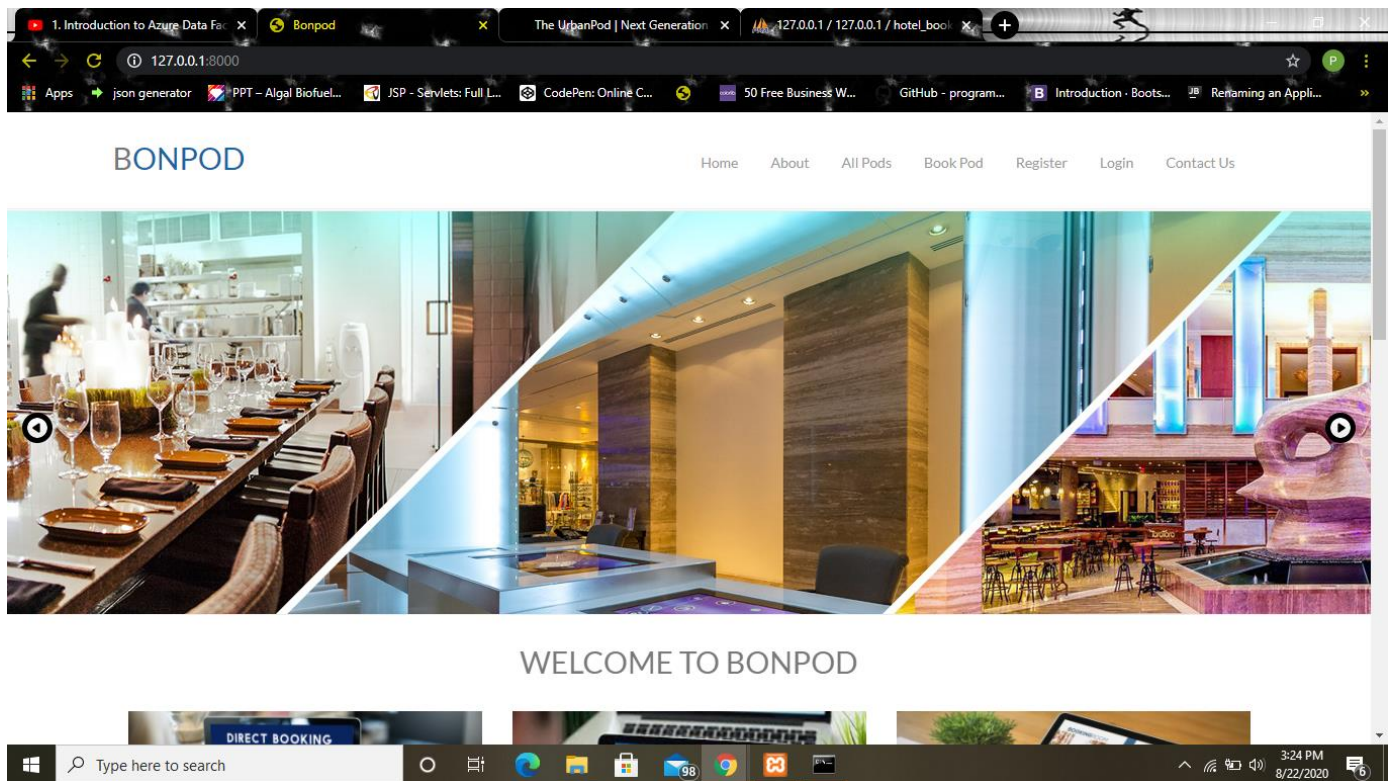 1. Introduction to Azure Data Fac
Bonpod
The UrbanPod | Next Generation
127.0.0.1 / 127.0.0.1 / hotel_book
127.0.0.1:8000
P
Apps
json generator
PPT – Algal Biofuel...
JSP - Servlets: Full L...
CodePen: Online C...
50 Free Business W...
GitHub - program...
B
Introduction · Boots...
JB
Renaming an Appli...
»
BONPOD
Home
About
All Pods
Book Pod
Register
Login
Contact Us
WELCOME TO BONPOD
DIRECT BOOKING
Type here to search
98
3:24 PM
8/22/2020
6